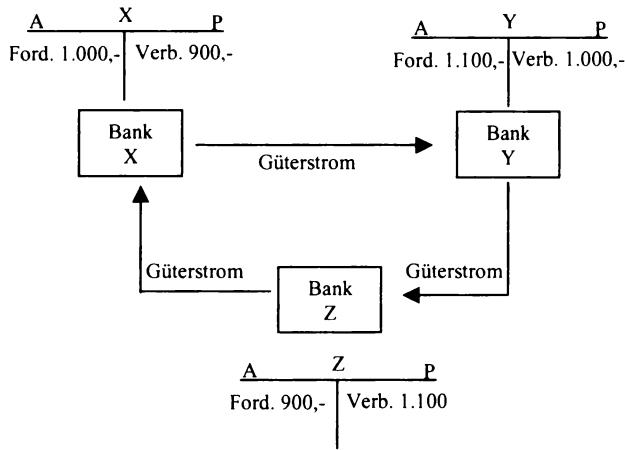 A X P
Ford. 1.000,- Verb. 900,-
A Y P
Ford. 1.100,- Verb. 1.000,-
Bank
X
Güterstrom
Bank
Y
Güterstrom
Bank
Z
Güterstrom
A Z P
Ford. 900,- Verb. 1.100